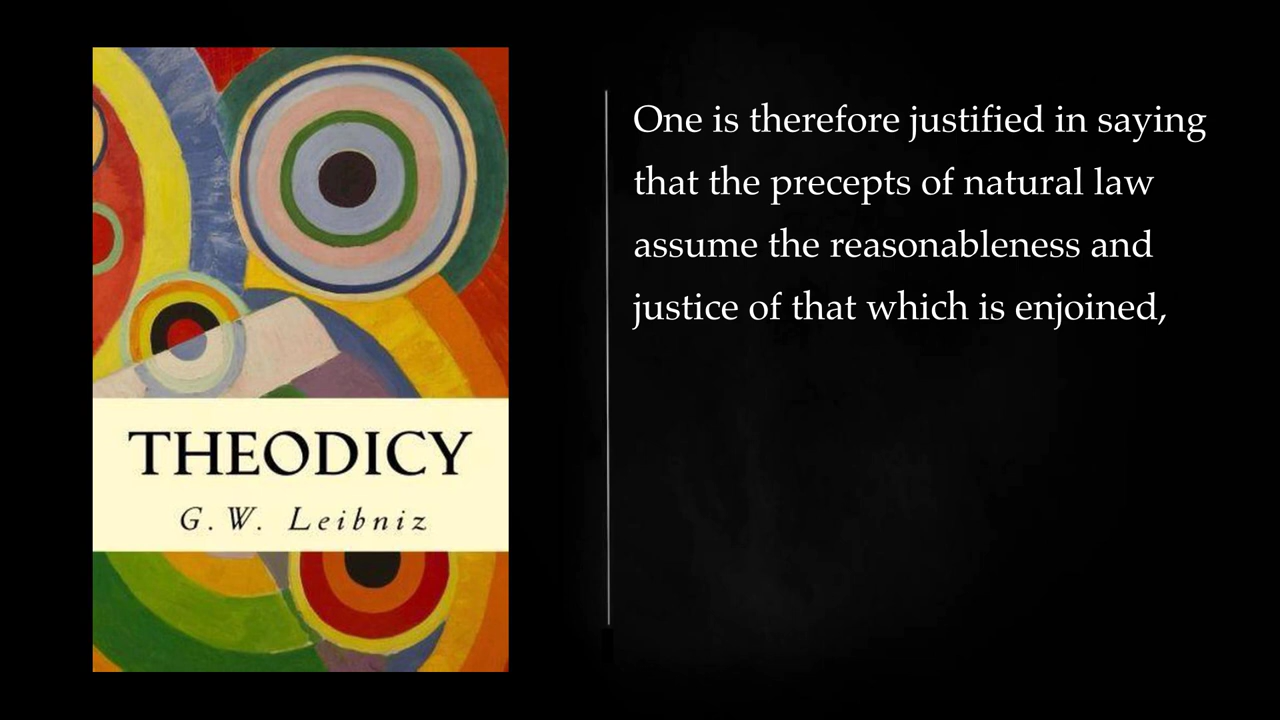 THEODICY
G. W. Leibniz
One is therefore justified in saying
that the precepts of natural law
assume the reasonableness and
justice of that which is enjoined,